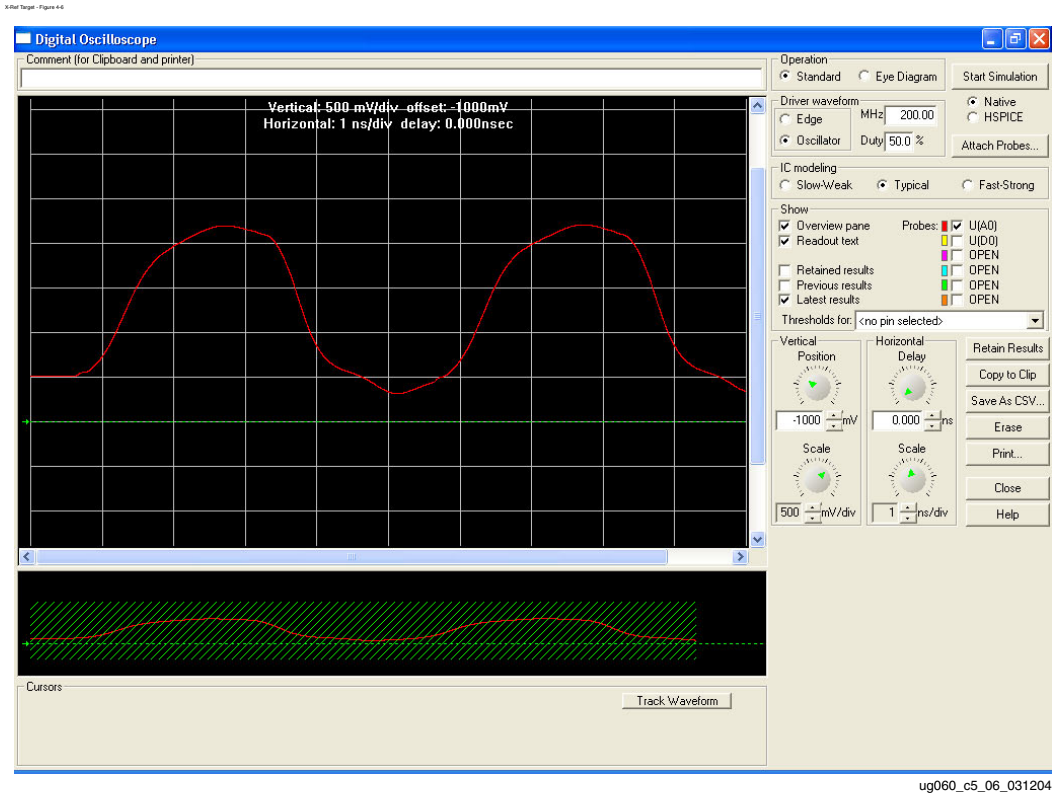 X-Ref Target - Figure 4-6
Digital Oscilloscope
Comment (for Clipboard and printer)
Vertical: 500 mV/div offset: -1000mV
Horizontal: 1 ns/div delay: 0.000nsec
Operation
Standard
Eye Diagram
Start Simulation
Driver waveform
Edge
MHz
200.00
Oscillator
Duty
50.0
%
Native
HSPICE
Attach Probes...
IC modeling
Slow-Weak
Typical
Fast-Strong
Show
Overview pane
Probes:
U(A0)
Readout text
U(D0)
OPEN
Retained results
OPEN
Previous results
OPEN
Latest results
OPEN
Thresholds for:
<no pin selected>
Vertical
Position
-1000
mV
Scale
500
mV/div
Horizontal
Delay
0.000
ns
Scale
1
ns/div
Retain Results
Copy to Clip
Save As CSV...
Erase
Print...
Close
Help
Cursors
Track Waveform
ug060_c5_06_031204